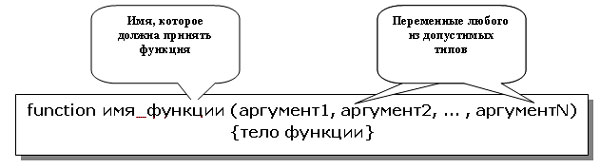 Имя, которое
должна принять
функция
Переменные любого
из допустимых
типов
function имя_функции (аргумент1, аргумент2, ... , аргументN)
{тело функции}